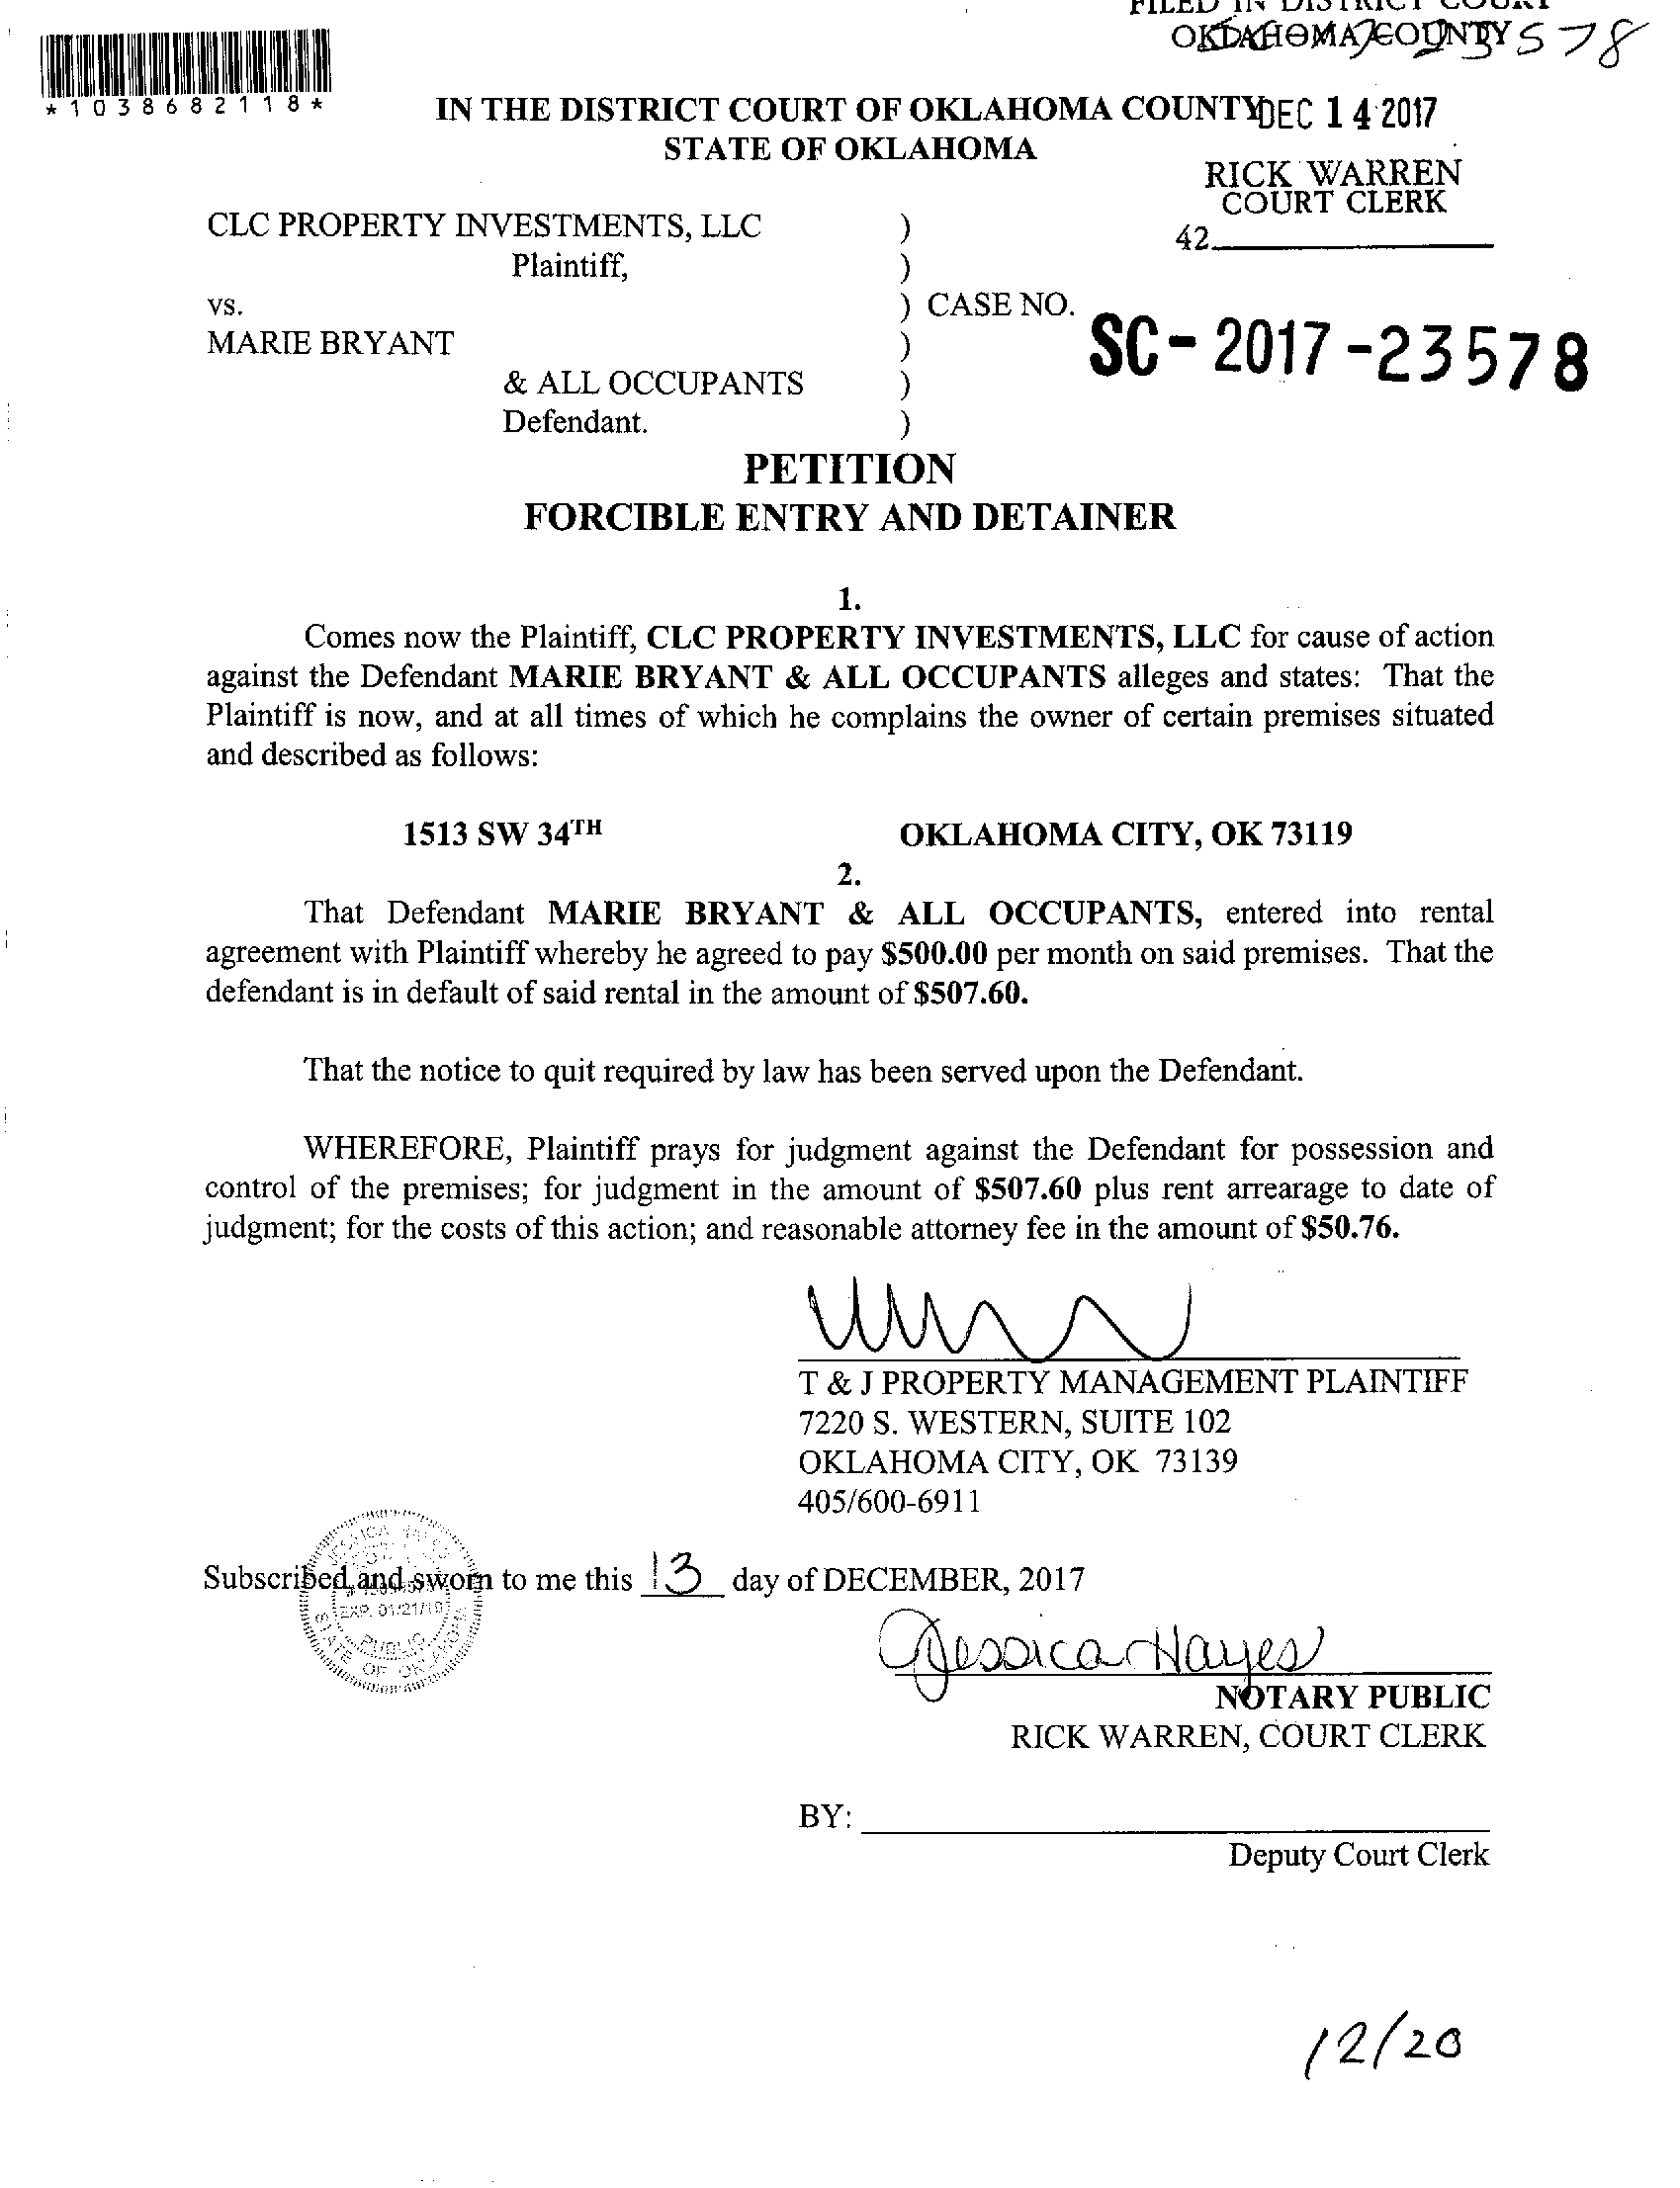 FILED IN DISTRICT COURT
OKLAHOMA COUNTY
578
*1038682118*
IN THE DISTRICT COURT OF OKLAHOMA COUNTY
DEC 14 2017
STATE OF OKLAHOMA
RICK WARREN
COURT CLERK
42
CLC PROPERTY INVESTMENTS, LLC )
Plaintiff, )
vs. ) CASE NO. SC-2017-23578
MARIE BRYANT )
& ALL OCCUPANTS )
Defendant. )
PETITION
FORCIBLE ENTRY AND DETAINER
1.
Comes now the Plaintiff, CLC PROPERTY INVESTMENTS, LLC for cause of action
against the Defendant MARIE BRYANT & ALL OCCUPANTS alleges and states: That the
Plaintiff is now, and at all times of which he complains the owner of certain premises situated
and described as follows:
1513 SW 34TH OKLAHOMA CITY, OK 73119
2.
That Defendant MARIE BRYANT & ALL OCCUPANTS, entered into rental
agreement with Plaintiff whereby he agreed to pay $500.00 per month on said premises. That the
defendant is in default of said rental in the amount of $507.60.
That the notice to quit required by law has been served upon the Defendant.
WHEREFORE, Plaintiff prays for judgment against the Defendant for possession and
control of the premises; for judgment in the amount of $507.60 plus rent arrearage to date of
judgment; for the costs of this action; and reasonable attorney fee in the amount of $50.76.
T & J PROPERTY MANAGEMENT PLAINTIFF
7220 S. WESTERN, SUITE 102
OKLAHOMA CITY, OK 73139
405/600-6911
Subscribed and sworn to me this 13 day of DECEMBER, 2017
EXP. 01/21/19
PUBLIC
STATE OF OKLAHOMA
Jessica Hayes
NOTARY PUBLIC
RICK WARREN, COURT CLERK
BY:
Deputy Court Clerk
12/20